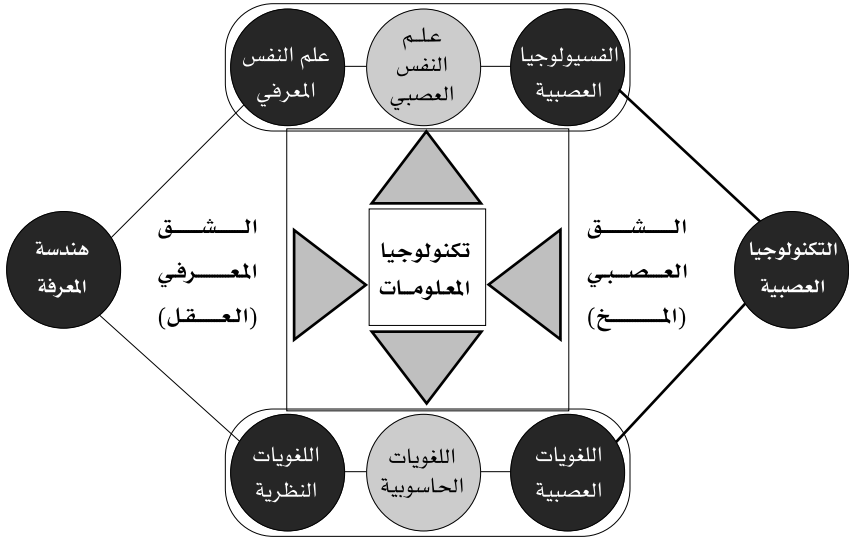 الفسيولوجيا
العصبية
علم
النفس
العصبي
علم النفس
المعرفي
التكنولوجيا
العصبية
الشق
العصبي
(المخ)
تكنولوجيا
المعلومات
الشق
المعرفي
(العقل)
هندسة
المعرفة
اللغويات
العصبية
اللغويات
الحاسوبية
اللغويات
النظرية